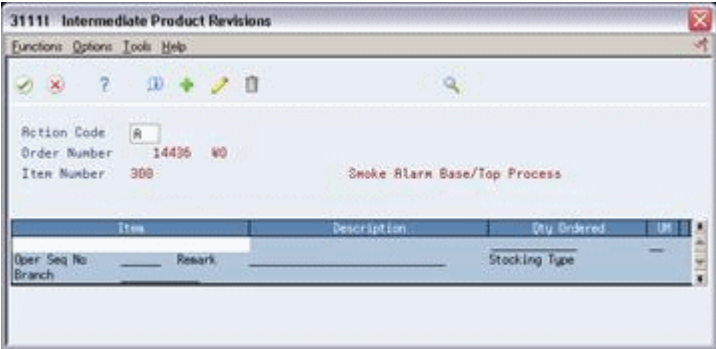 31111 Intermediate Product Revisions
Functions Options Tools Help
Action Code A
Order Number 14436 WO
Item Number 300 Smoke Alarm Base/Top Process
Item Description Qty Ordered UM
Oper Seq No Remark Stocking Type
Branch